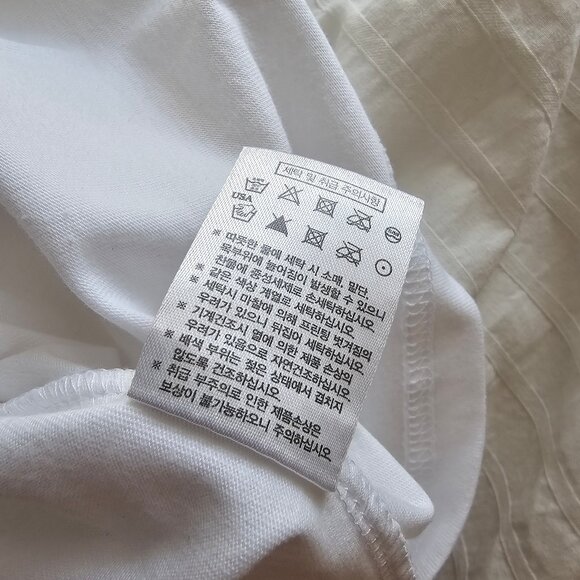 세탁 및 취급 주의사항
USA
※ 따뜻한 물에 세탁 시 소매, 밑단,
목부위에 늘어짐이 발생할 수 있으니
찬물에 중성세제로 손세탁하십시오
※ 같은 색상 계열로 세탁하십시오
※ 세탁시 마찰에 의해 프린팅 벗겨짐의
우려가 있으니 뒤집어 세탁하십시오
※ 기계건조시 열에 의한 제품 손상의
우려가 있음으로 자연건조하십시오
※ 배색 부위는 젖은 상태에서 겹치지
않도록 건조하십시오
※ 취급 부주의로 인한 제품손상은
보상이 불가능하오니 주의하십시오